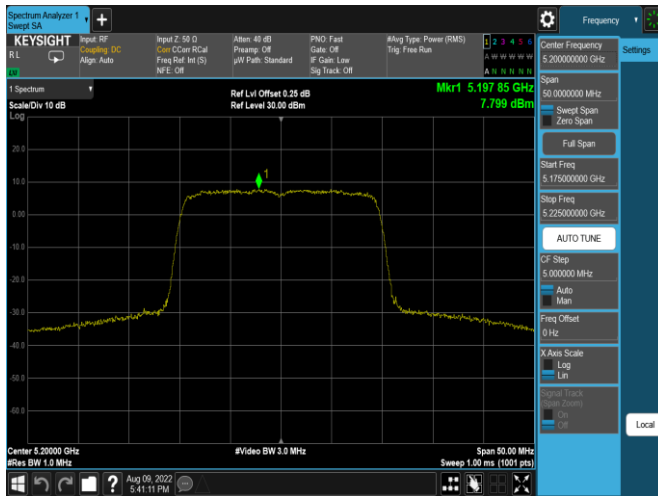 Spectrum Analyzer 1
Swept SA
Frequency
KEYSIGHT
RL
Input: RF
Coupling: DC
Align: Auto
Input Z: 50 Ω
Corr CCorr RCal
Freq Ref: Int (S)
NFE: Off
Atten: 40 dB
Preamp: Off
µW Path: Standard
PNO: Fast
Gate: Off
IF Gain: Low
Sig Track: Off
#Avg Type: Power (RMS)
Trig: Free Run
1 2 3 4 5 6
A W W W W W
A N N N N N
1 Spectrum
Scale/Div 10 dB
Log
Ref Lvl Offset 0.25 dB
Ref Level 30.00 dBm
Mkr1 5.197 85 GHz
7.799 dBm
1
20.0
10.0
0.00
-10.0
-20.0
-30.0
-40.0
-50.0
-60.0
Center 5.20000 GHz
#Res BW 1.0 MHz
#Video BW 3.0 MHz
Span 50.00 MHz
Sweep 1.00 ms (1001 pts)
Aug 09, 2022
5:41:11 PM
Center Frequency
5.200000000 GHz
Settings
Span
50.0000000 MHz
Swept Span
Zero Span
Full Span
Start Freq
5.175000000 GHz
Stop Freq
5.225000000 GHz
AUTO TUNE
CF Step
5.000000 MHz
Auto
Man
Freq Offset
0 Hz
X Axis Scale
Log
Lin
Signal Track
(Span Zoom)
On
Off
Local